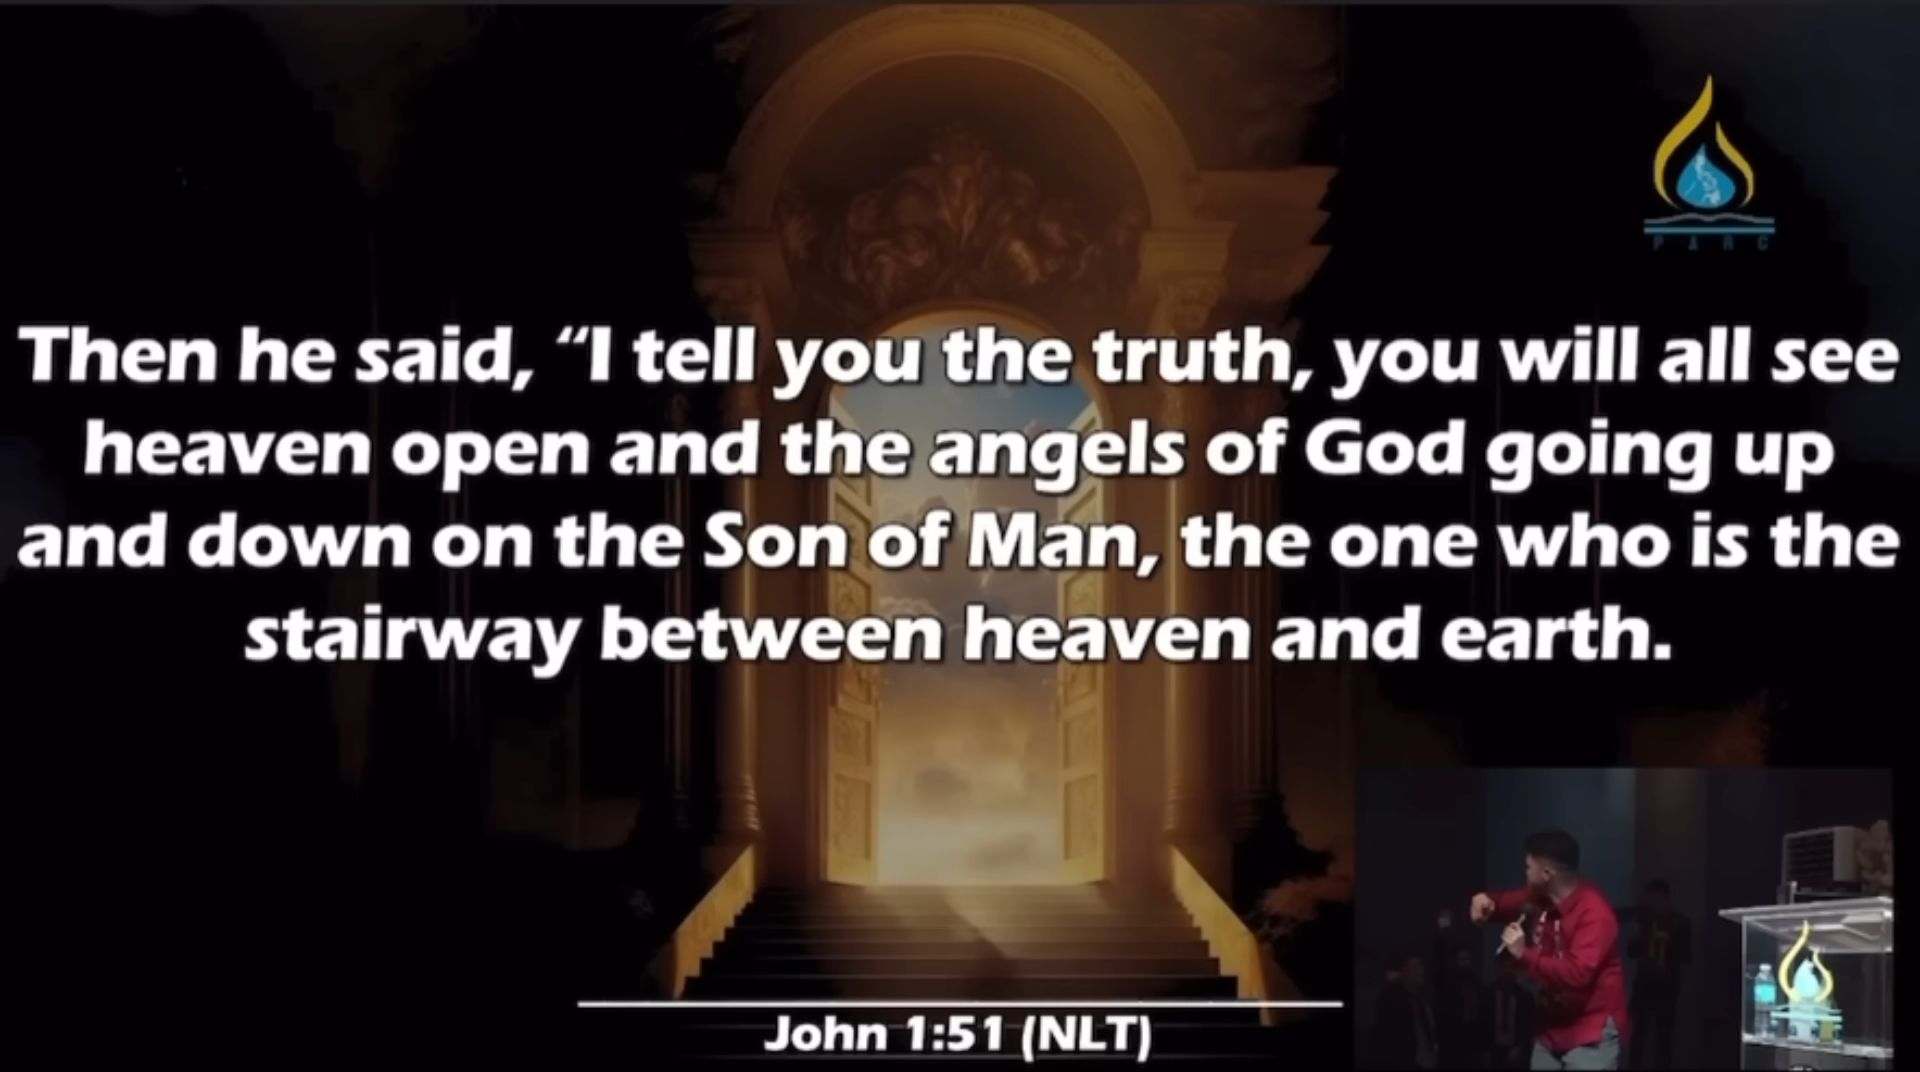 P A R C
Then he said, “I tell you the truth, you will all see
heaven open and the angels of God going up
and down on the Son of Man, the one who is the
stairway between heaven and earth.
John 1:51 (NLT)